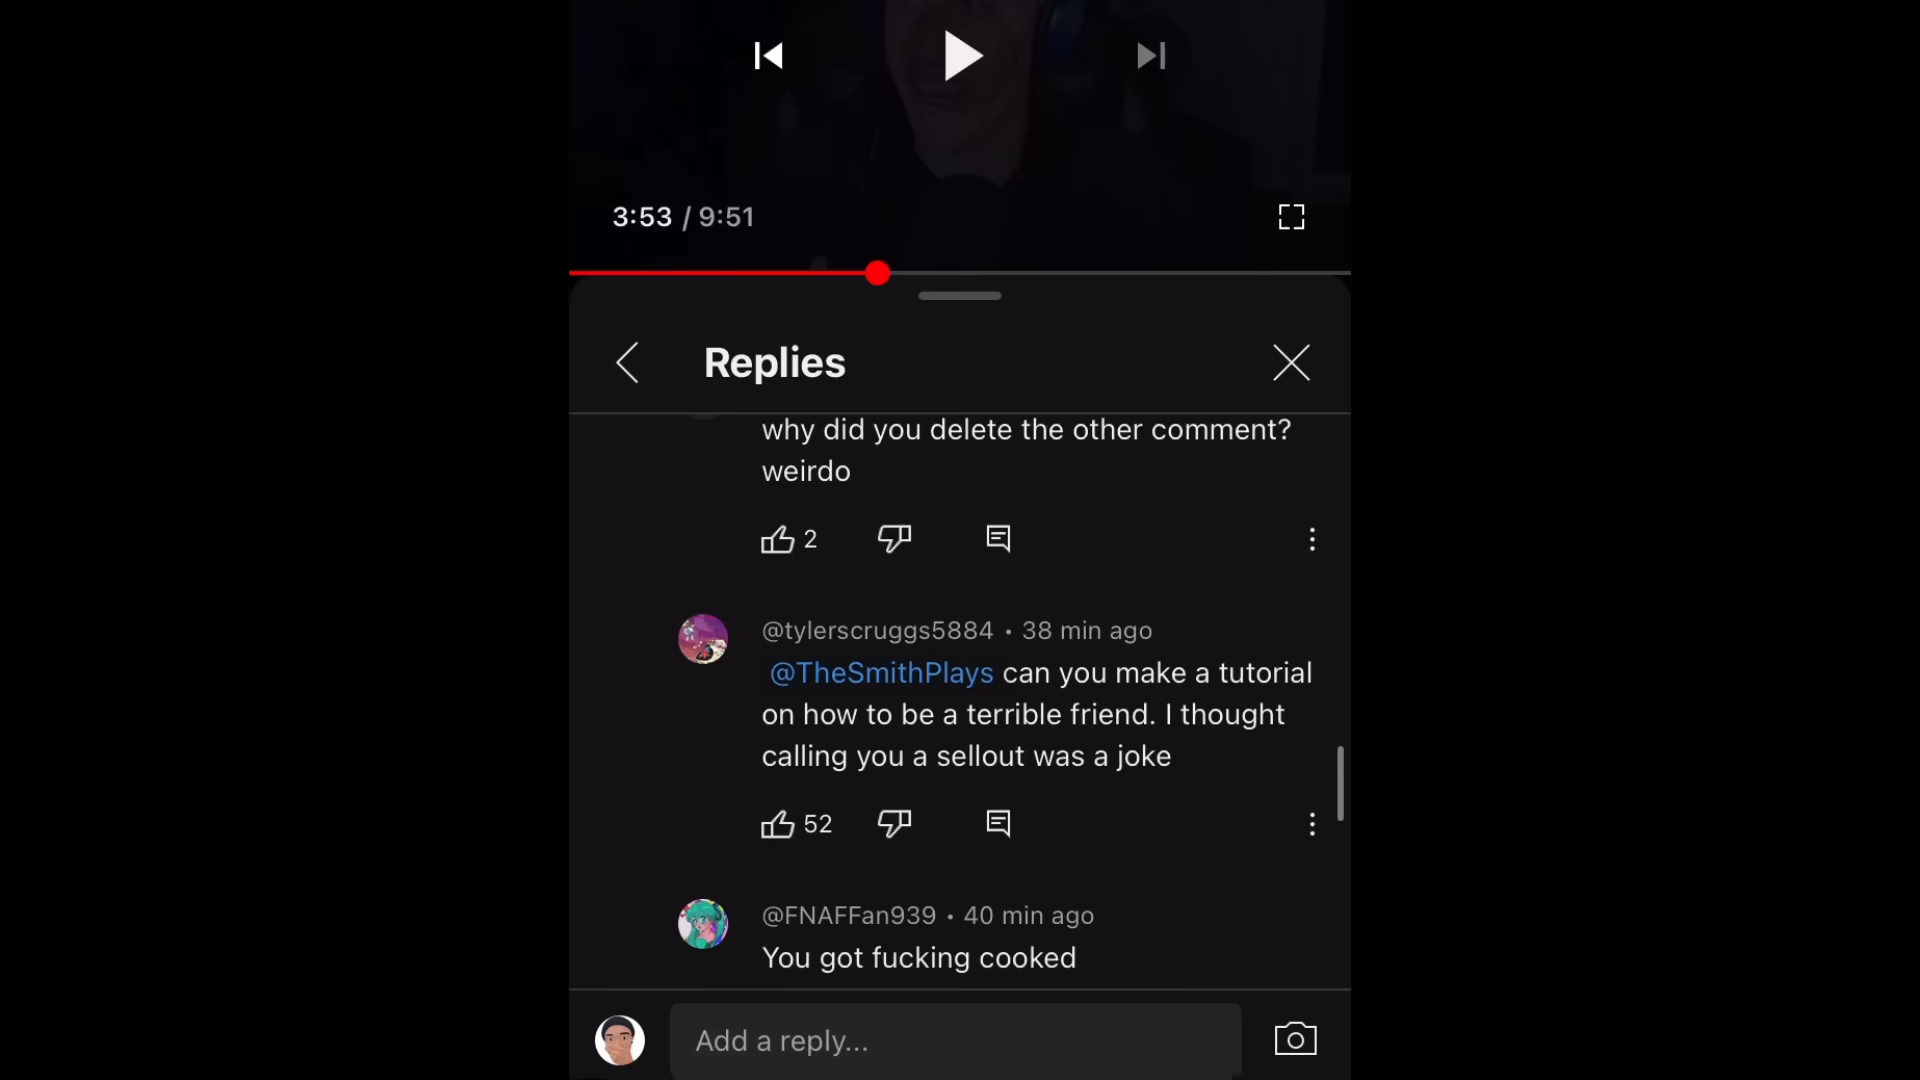 3:53 / 9:51
Replies
why did you delete the other comment?
weirdo
2
@tylerscruggs5884 • 38 min ago
@TheSmithPlays can you make a tutorial
on how to be a terrible friend. I thought
calling you a sellout was a joke
52
@FNAFFan939 • 40 min ago
You got fucking cooked
Add a reply...